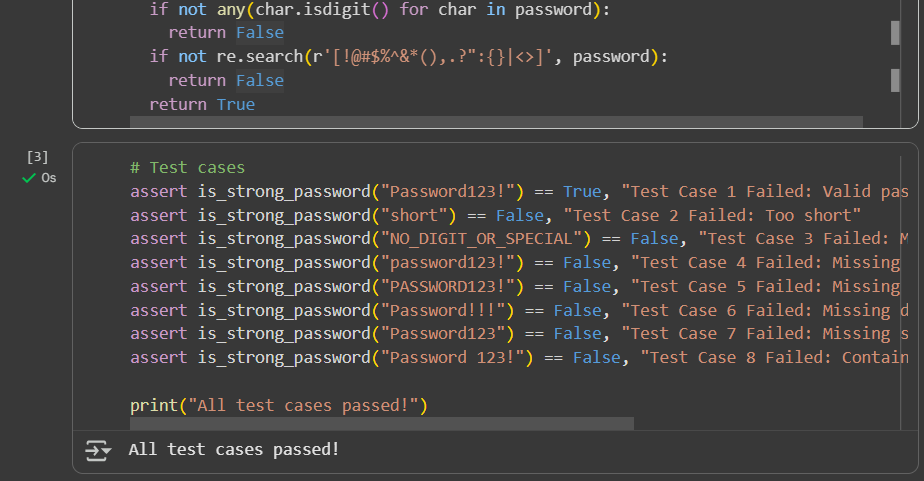 if not any(char.isdigit() for char in password):
return False
if not re.search(r'[!@#$%^&*(),.?":{}|<>]', password):
return False
return True
[3]
0s
# Test cases
assert is_strong_password("Password123!") == True, "Test Case 1 Failed: Valid pas
assert is_strong_password("short") == False, "Test Case 2 Failed: Too short"
assert is_strong_password("NO_DIGIT_OR_SPECIAL") == False, "Test Case 3 Failed: M
assert is_strong_password("password123!") == False, "Test Case 4 Failed: Missing
assert is_strong_password("PASSWORD123!") == False, "Test Case 5 Failed: Missing
assert is_strong_password("Password!!!") == False, "Test Case 6 Failed: Missing d
assert is_strong_password("Password123") == False, "Test Case 7 Failed: Missing s
assert is_strong_password("Password 123!") == False, "Test Case 8 Failed: Contain
print("All test cases passed!")
All test cases passed!